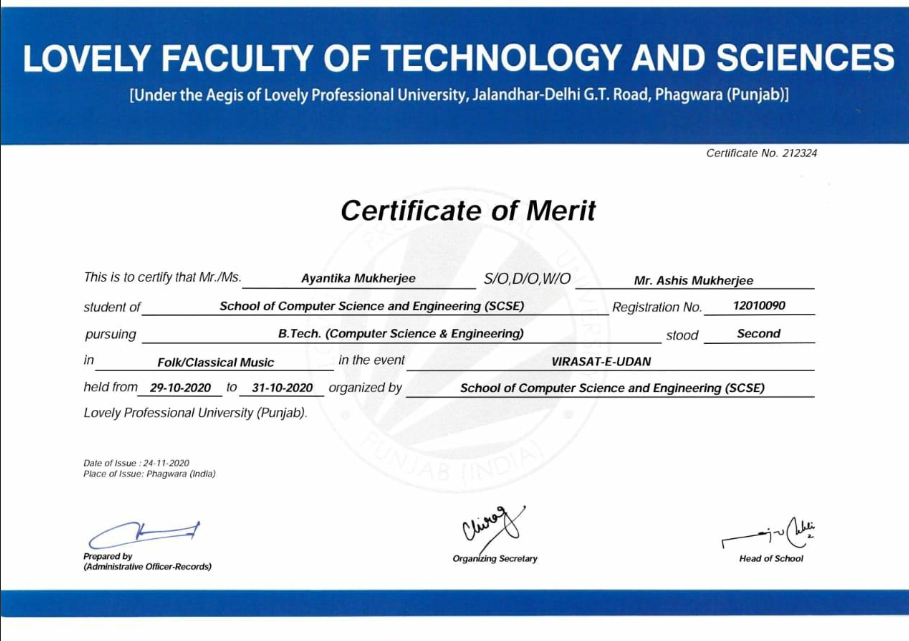 LOVELY FACULTY OF TECHNOLOGY AND SCIENCES
[Under the Aegis of Lovely Professional University, Jalandhar-Delhi G.T. Road, Phagwara (Punjab)]
Certificate No. 212324
Certificate of Merit
This is to certify that Mr./Ms. Ayantika Mukherjee S/O,D/O,W/O Mr. Ashis Mukherjee
student of School of Computer Science and Engineering (SCSE) Registration No. 12010090
pursuing B.Tech. (Computer Science & Engineering) stood Second
in Folk/Classical Music in the event VIRASAT-E-UDAN
held from 29-10-2020 to 31-10-2020 organized by School of Computer Science and Engineering (SCSE)
Lovely Professional University (Punjab).
PUNJAB (INDIA)
Date of Issue : 24-11-2020
Place of Issue: Phagwara (India)
Chirag
Prepared by
(Administrative Officer-Records)
Organizing Secretary
Head of School